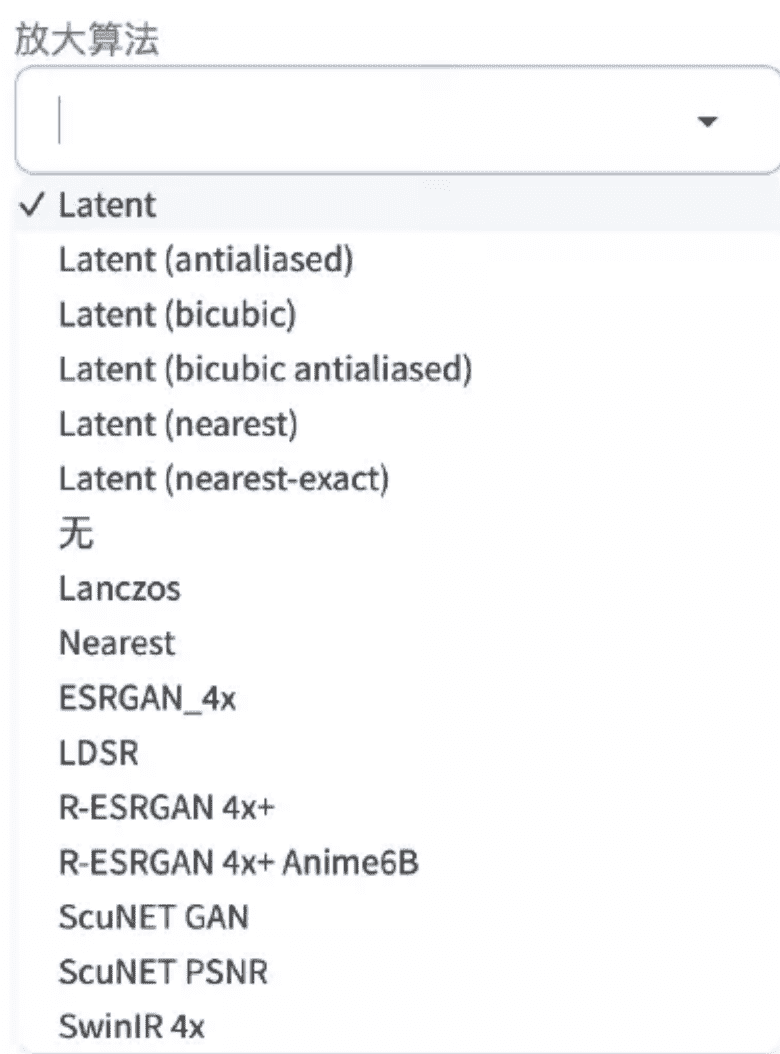 放大算法
Latent
Latent (antialiased)
Latent (bicubic)
Latent (bicubic antialiased)
Latent (nearest)
Latent (nearest-exact)
无
Lanczos
Nearest
ESRGAN_4x
LDSR
R-ESRGAN 4x+
R-ESRGAN 4x+ Anime6B
ScuNET GAN
ScuNET PSNR
SwinIR 4x